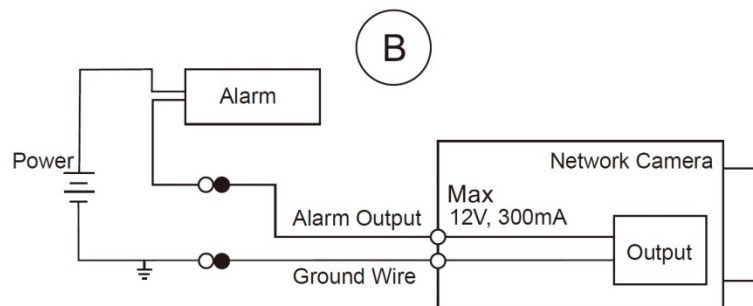 B
Alarm
Power
Network Camera
Max
12V, 300mA
Alarm Output
Output
Ground Wire